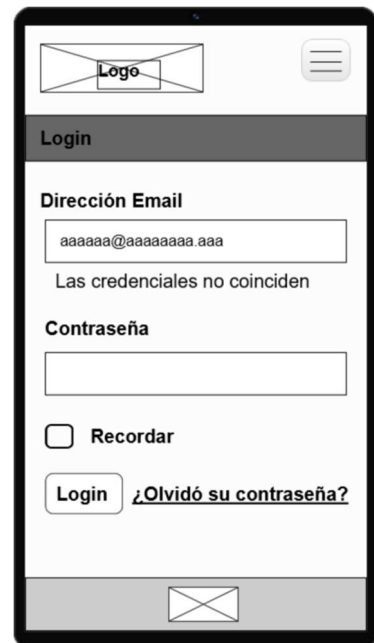 Logo
Login
Dirección Email
aaaaaa@aaaaaaaa.aaa
Las credenciales no coinciden
Contraseña
Recordar
Login ¿Olvidó su contraseña?